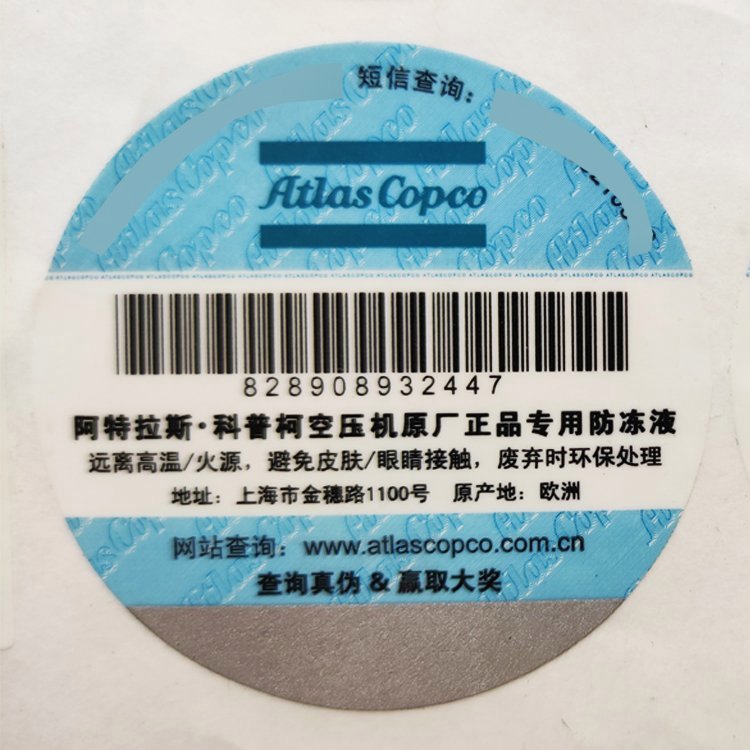 短信查询：
Atlas Copco
828908932447
阿特拉斯·科普柯空压机原厂正品专用防冻液
远离高温/火源，避免皮肤/眼睛接触，废弃时环保处理
地址：上海市金穗路1100号 原产地：欧洲
网站查询：www.atlascopco.com.cn
查询真伪 & 赢取大奖